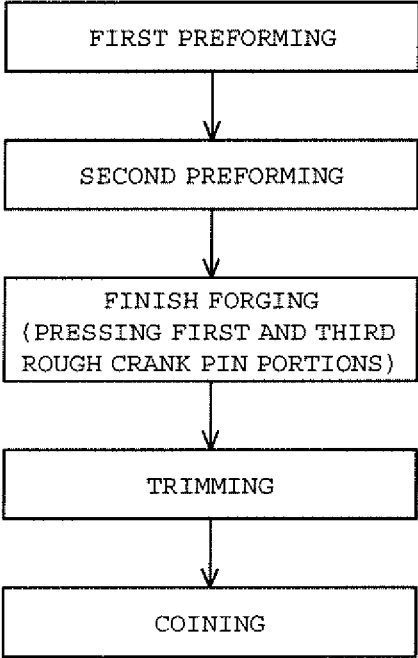 FIRST PREFORMING
SECOND PREFORMING
FINISH FORGING
(PRESSING FIRST AND THIRD
ROUGH CRANK PIN PORTIONS)
TRIMMING
COINING